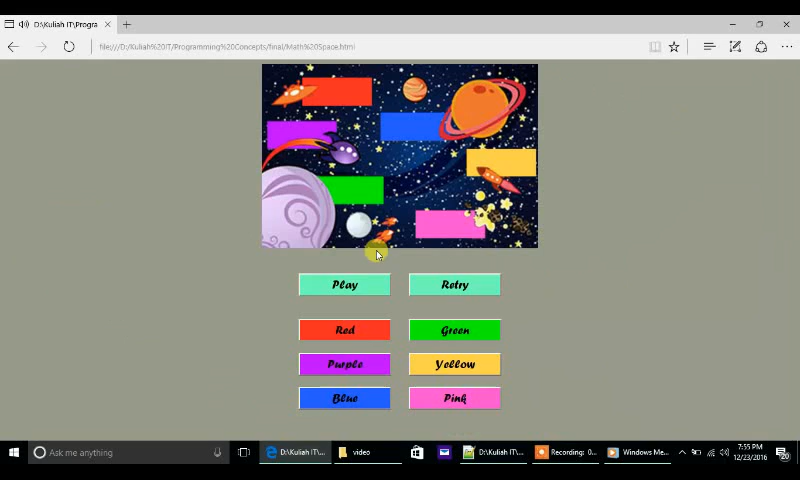 D:\Kuliah IT\Progra
file:///D:/Kuliah%20IT/Programming%20Concepts/final/Math%20Space.html
Play
Retry
Red
Green
Purple
Yellow
Blue
Pink
Ask me anything
D:\Kuliah IT\...
video
D:\Kuliah IT\...
Recording: 0...
Windows Me...
7:55 PM
12/23/2016
20